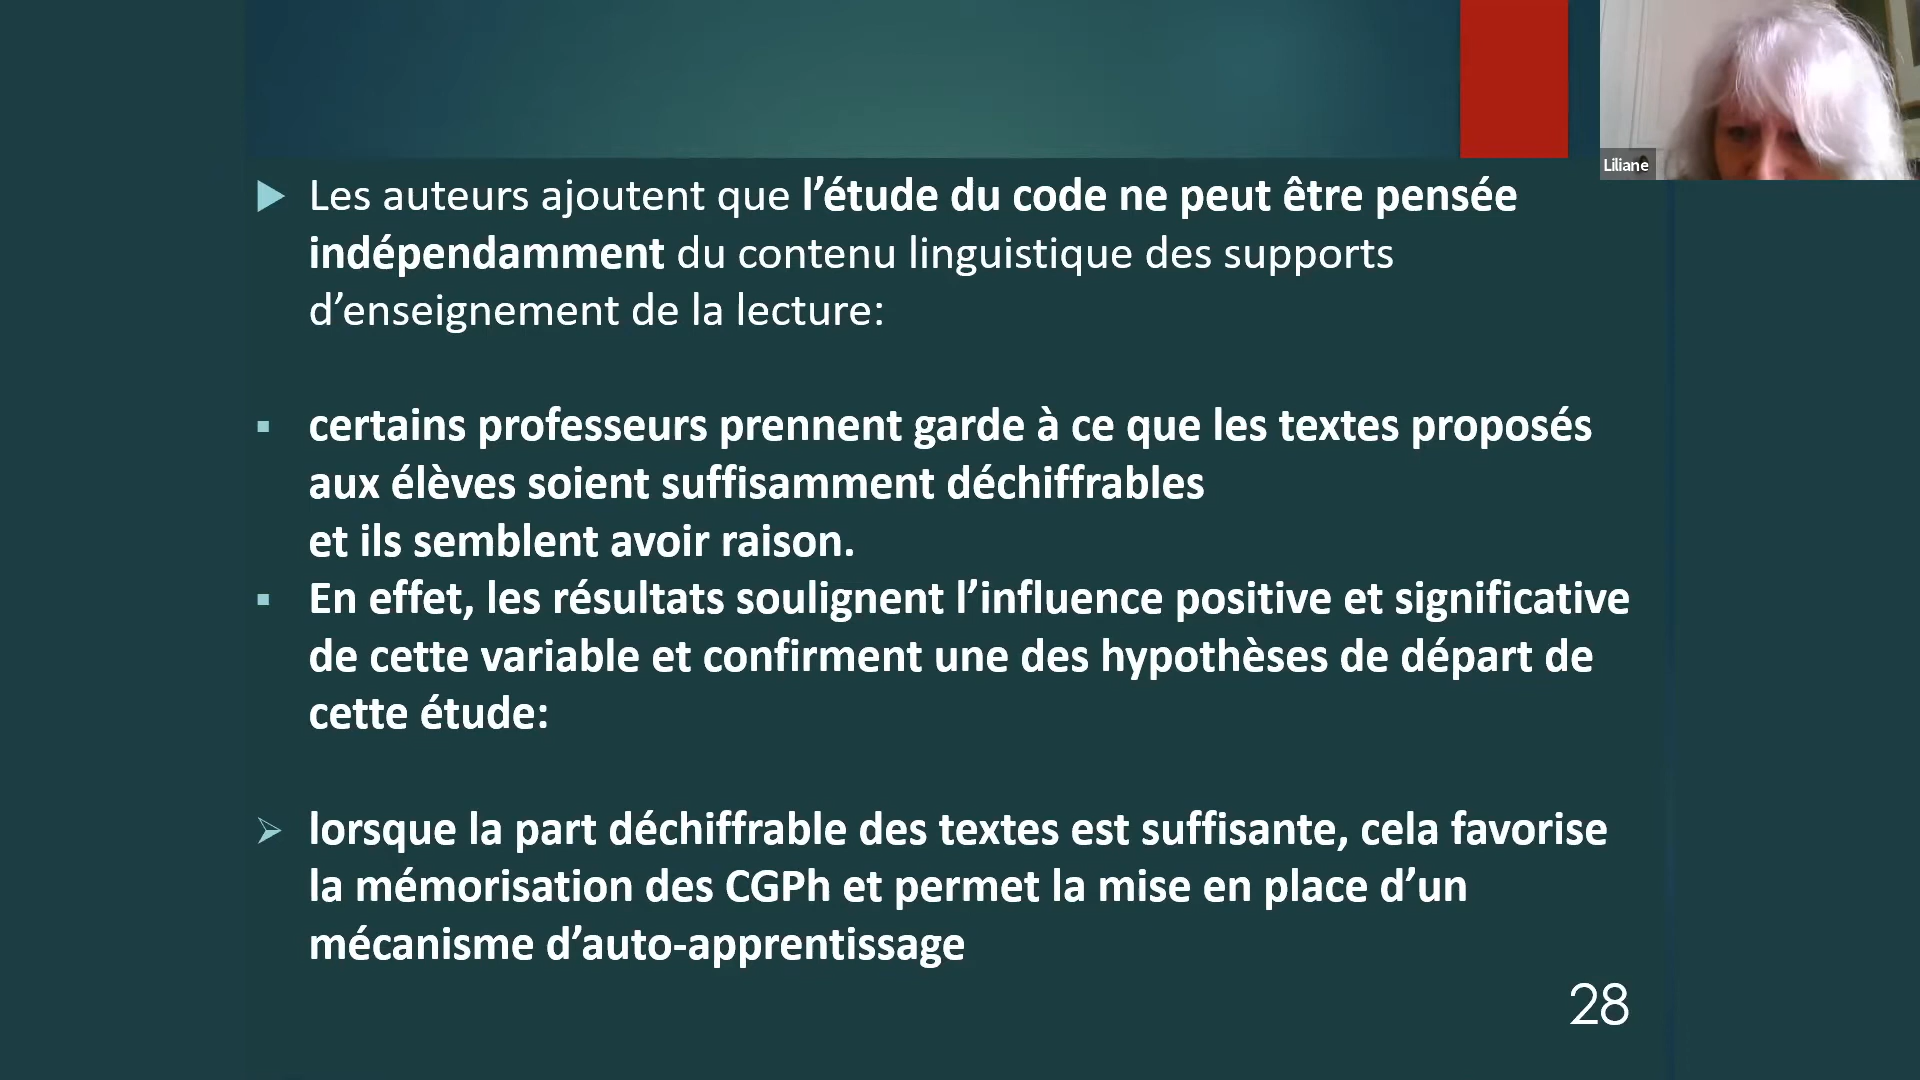 Liliane
Les auteurs ajoutent que l’étude du code ne peut être pensée
indépendamment du contenu linguistique des supports
d’enseignement de la lecture:
certains professeurs prennent garde à ce que les textes proposés
aux élèves soient suffisamment déchiffrables
et ils semblent avoir raison.
En effet, les résultats soulignent l’influence positive et significative
de cette variable et confirment une des hypothèses de départ de
cette étude:
lorsque la part déchiffrable des textes est suffisante, cela favorise
la mémorisation des CGPh et permet la mise en place d’un
mécanisme d’auto-apprentissage
28